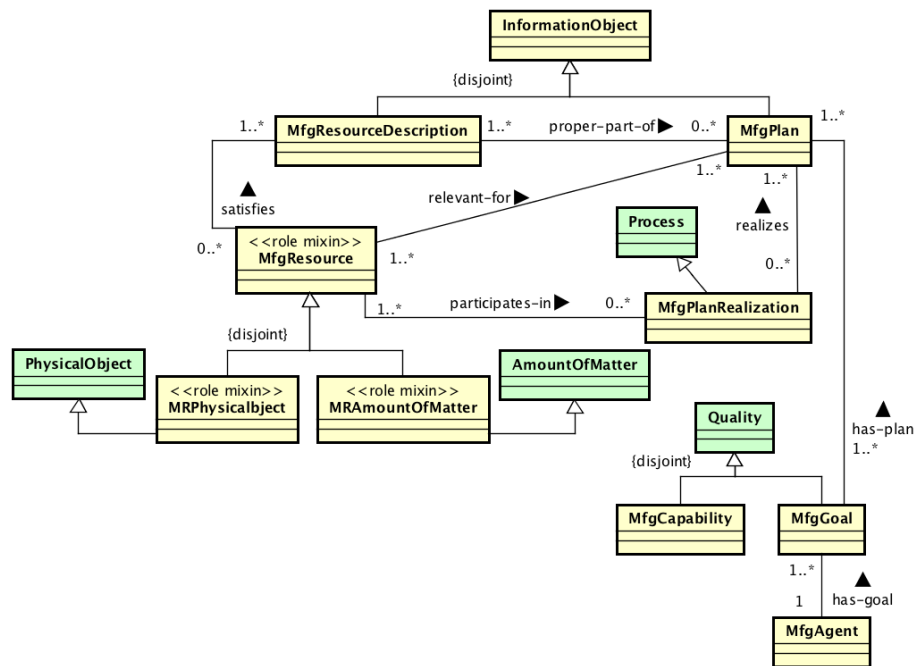 InformationObject
{disjoint}
1..*
MfgResourceDescription
1..*
proper-part-of ▶
0..*
MfgPlan
1..*
▲
satisfies
relevant-for ▶
1..*
1..*
▲
realizes
Process
0..*
<<role mixin>>
MfgResource
1..*
0..*
1..*
participates-in ▶
0..*
MfgPlanRealization
{disjoint}
PhysicalObject
AmountOfMatter
<<role mixin>>
MRPhysicalbject
<<role mixin>>
MRAmountOfMatter
Quality
▲
has-plan
1..*
{disjoint}
MfgCapability
MfgGoal
1..*
▲
has-goal
1
MfgAgent